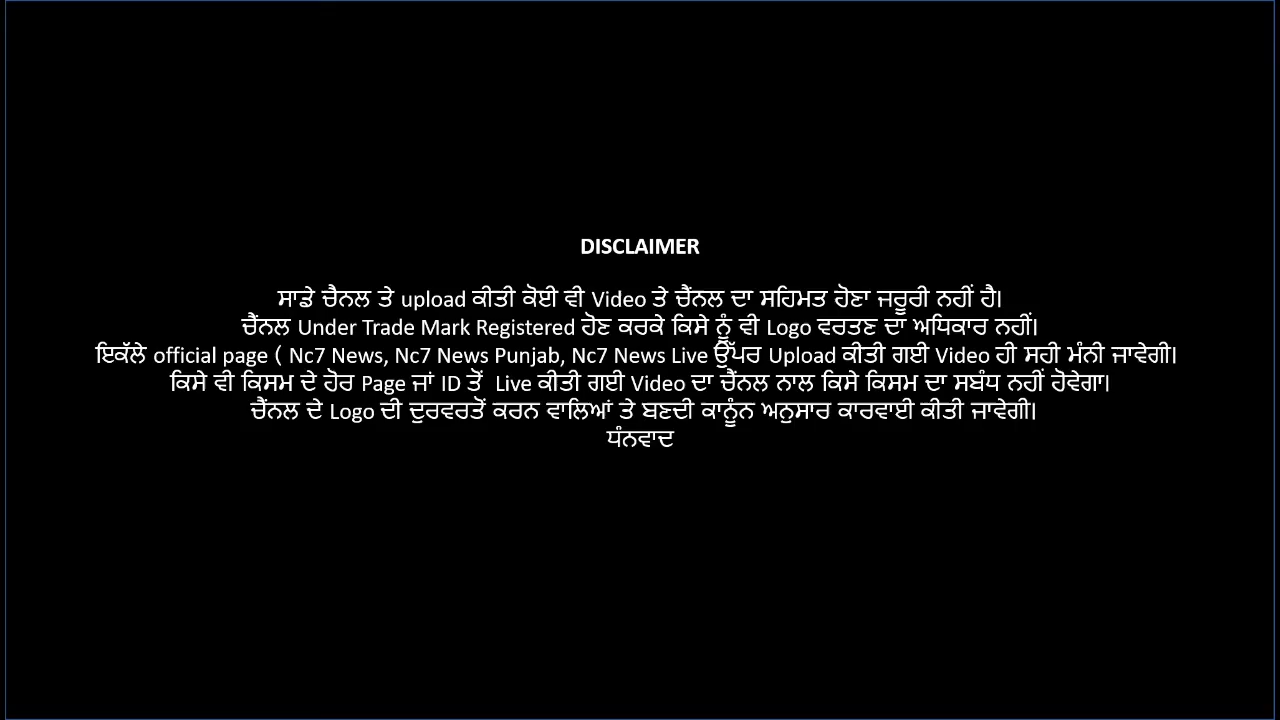 DISCLAIMER
ਸਾਡੇ ਚੈਨਲ ਤੇ upload ਕੀਤੀ ਕੋਈ ਵੀ Video ਤੇ ਚੈਂਨਲ ਦਾ ਸਹਿਮਤ ਹੋਣਾ ਜਰੂਰੀ ਨਹੀਂ ਹੈ।
ਚੈਂਨਲ Under Trade Mark Registered ਹੋਣ ਕਰਕੇ ਕਿਸੇ ਨੂੰ ਵੀ Logo ਵਰਤਣ ਦਾ ਅਧਿਕਾਰ ਨਹੀਂ।
ਇਕੱਲੇ official page ( Nc7 News, Nc7 News Punjab, Nc7 News Live ਉੱਪਰ Upload ਕੀਤੀ ਗਈ Video ਹੀ ਸਹੀ ਮੰਨੀ ਜਾਵੇਗੀ।
ਕਿਸੇ ਵੀ ਕਿਸਮ ਦੇ ਹੋਰ Page ਜਾਂ ID ਤੋਂ Live ਕੀਤੀ ਗਈ Video ਦਾ ਚੈਂਨਲ ਨਾਲ ਕਿਸੇ ਕਿਸਮ ਦਾ ਸਬੰਧ ਨਹੀਂ ਹੋਵੇਗਾ।
ਚੈਂਨਲ ਦੇ Logo ਦੀ ਦੁਰਵਰਤੋਂ ਕਰਨ ਵਾਲਿਆਂ ਤੇ ਬਣਦੀ ਕਾਨੂੰਨ ਅਨੁਸਾਰ ਕਾਰਵਾਈ ਕੀਤੀ ਜਾਵੇਗੀ।
ਧੰਨਵਾਦ